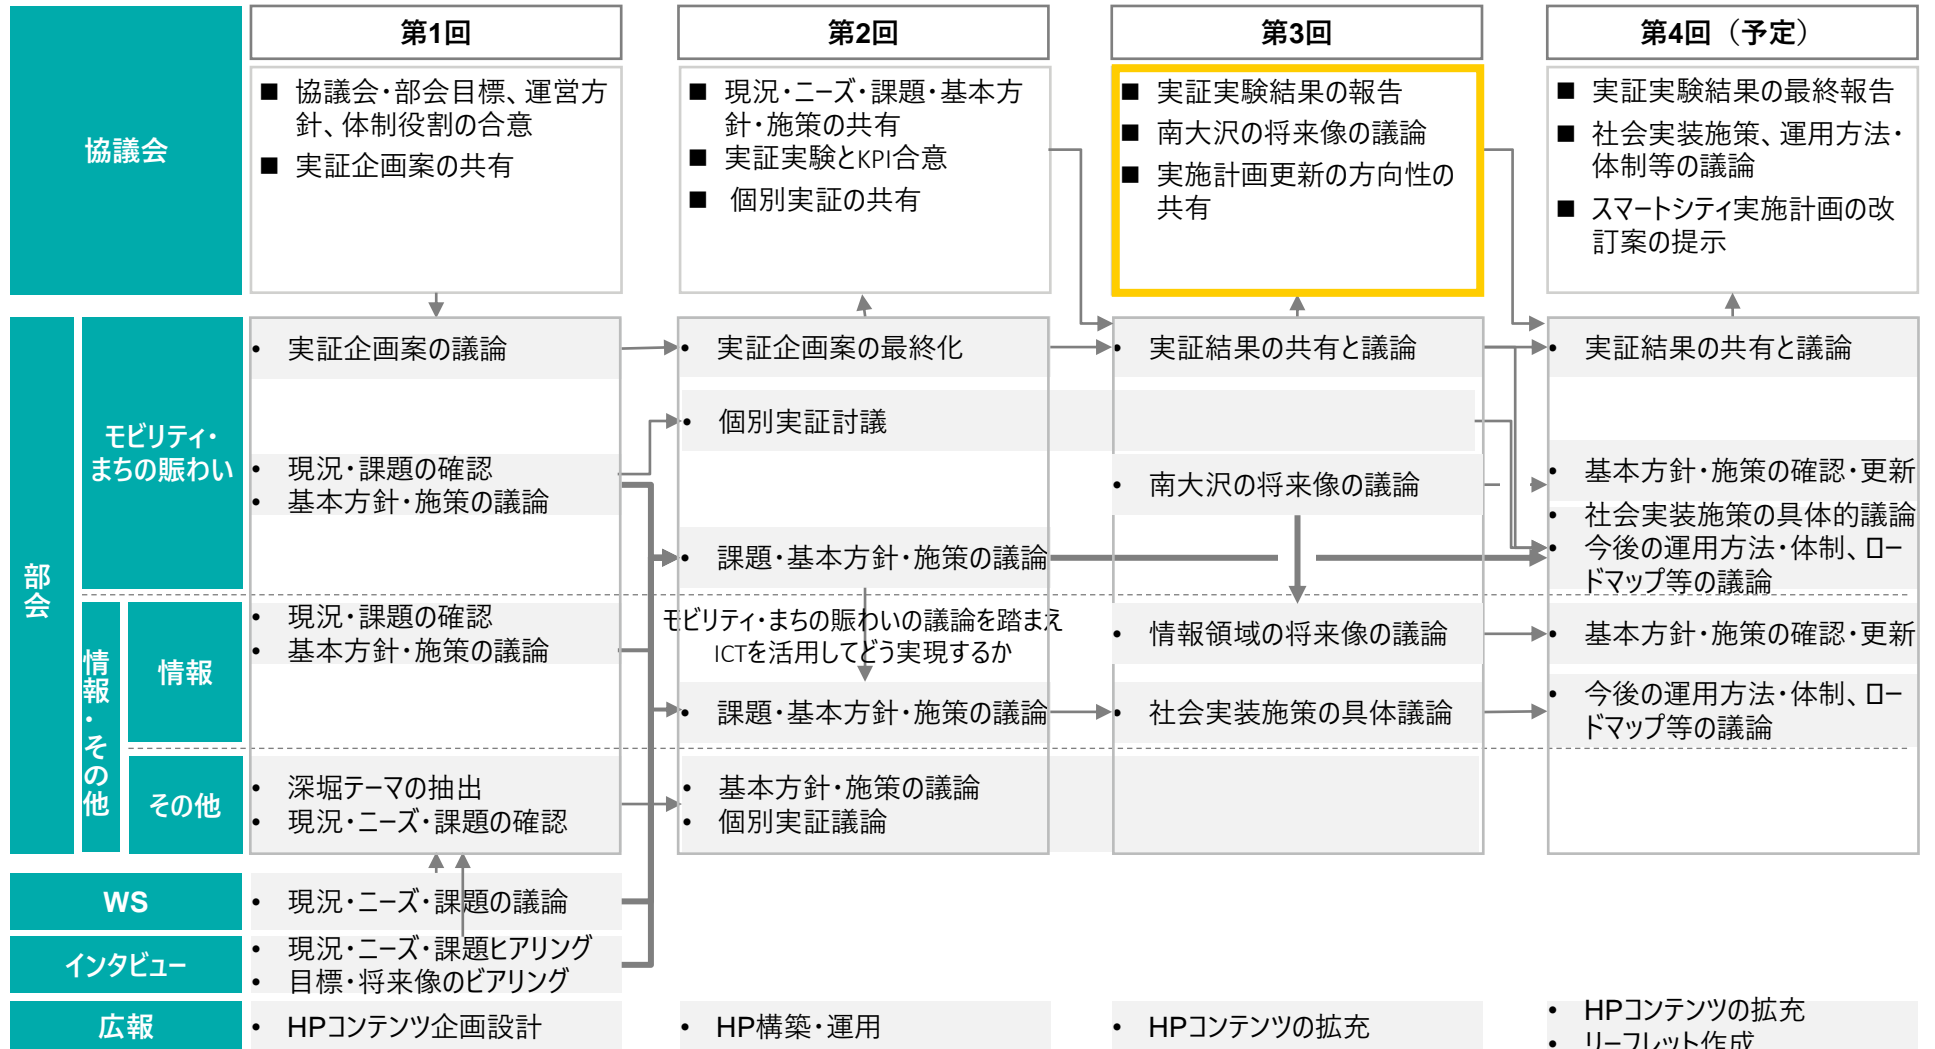 第1回
第2回
第3回
第4回（予定）
協議会
■ 協議会・部会目標、運営方
針、体制役割の合意
■ 実証企画案の共有
■ 現況・ニーズ・課題・基本方
針・施策の共有
■ 実証実験とKPI合意
■ 個別実証の共有
■ 実証実験結果の報告
■ 南大沢の将来像の議論
■ 実施計画更新の方向性の
共有
■ 実証実験結果の最終報告
■ 社会実装施策、運用方法・
体制等の議論
■ スマートシティ実施計画の改
訂案の提示
部会
モビリティ・
まちの賑わい
• 実証企画案の議論
• 現況・課題の確認
• 基本方針・施策の議論
• 実証企画案の最終化
• 個別実証討議
• 課題・基本方針・施策の議論
• 実証結果の共有と議論
• 南大沢の将来像の議論
• 実証結果の共有と議論
• 基本方針・施策の確認・更新
• 社会実装施策の具体的議論
• 今後の運用方法・体制、ロー
ドマップ等の議論
情報・その他
情報
• 現況・課題の確認
• 基本方針・施策の議論
モビリティ・まちの賑わいの議論を踏まえ
ICTを活用してどう実現するか
• 課題・基本方針・施策の議論
• 情報領域の将来像の議論
• 社会実装施策の具体議論
• 基本方針・施策の確認・更新
• 今後の運用方法・体制、ロー
ドマップ等の議論
その他
• 深堀テーマの抽出
• 現況・ニーズ・課題の確認
• 基本方針・施策の議論
• 個別実証議論
WS
• 現況・ニーズ・課題の議論
インタビュー
• 現況・ニーズ・課題ヒアリング
• 目標・将来像のヒアリング
広報
• HPコンテンツ企画設計
• HP構築・運用
• HPコンテンツの拡充
• HPコンテンツの拡充
• リーフレット作成